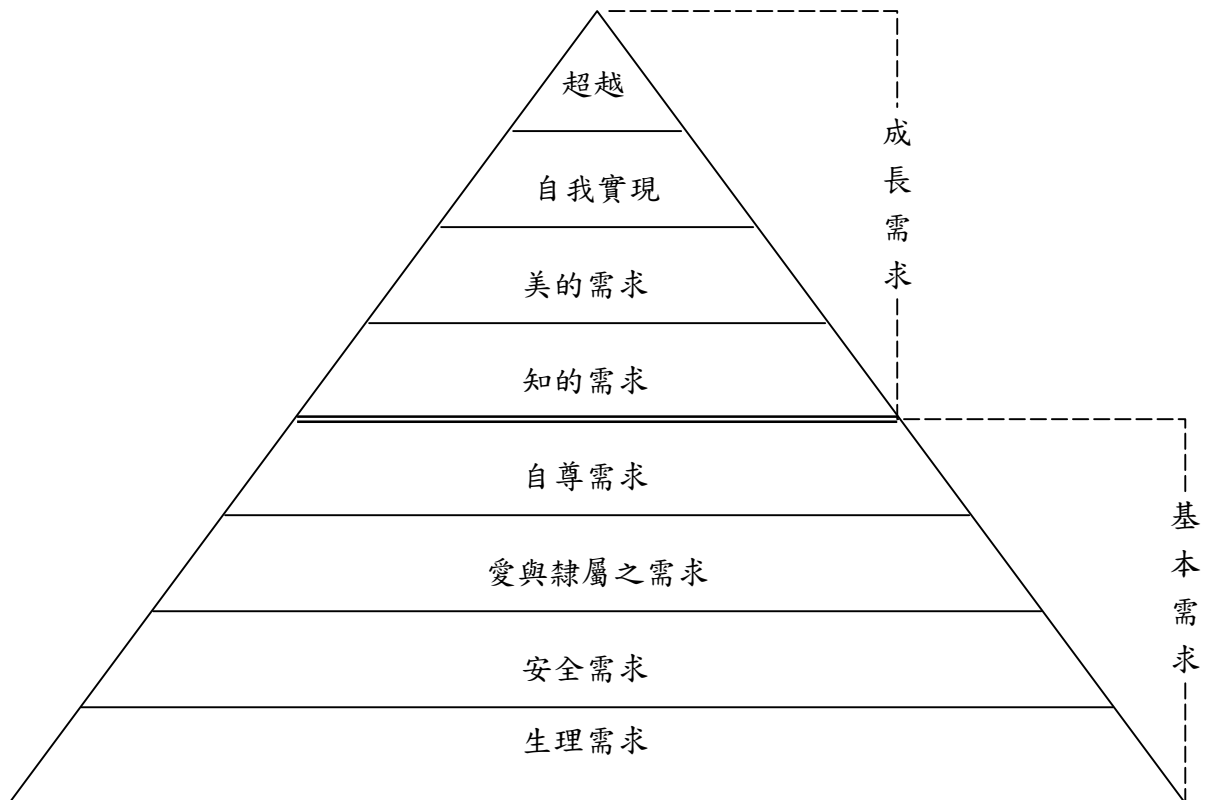 超越
自我實現
美的需求
知的需求
自尊需求
愛與隸屬之需求
安全需求
生理需求
成長需求
基本需求